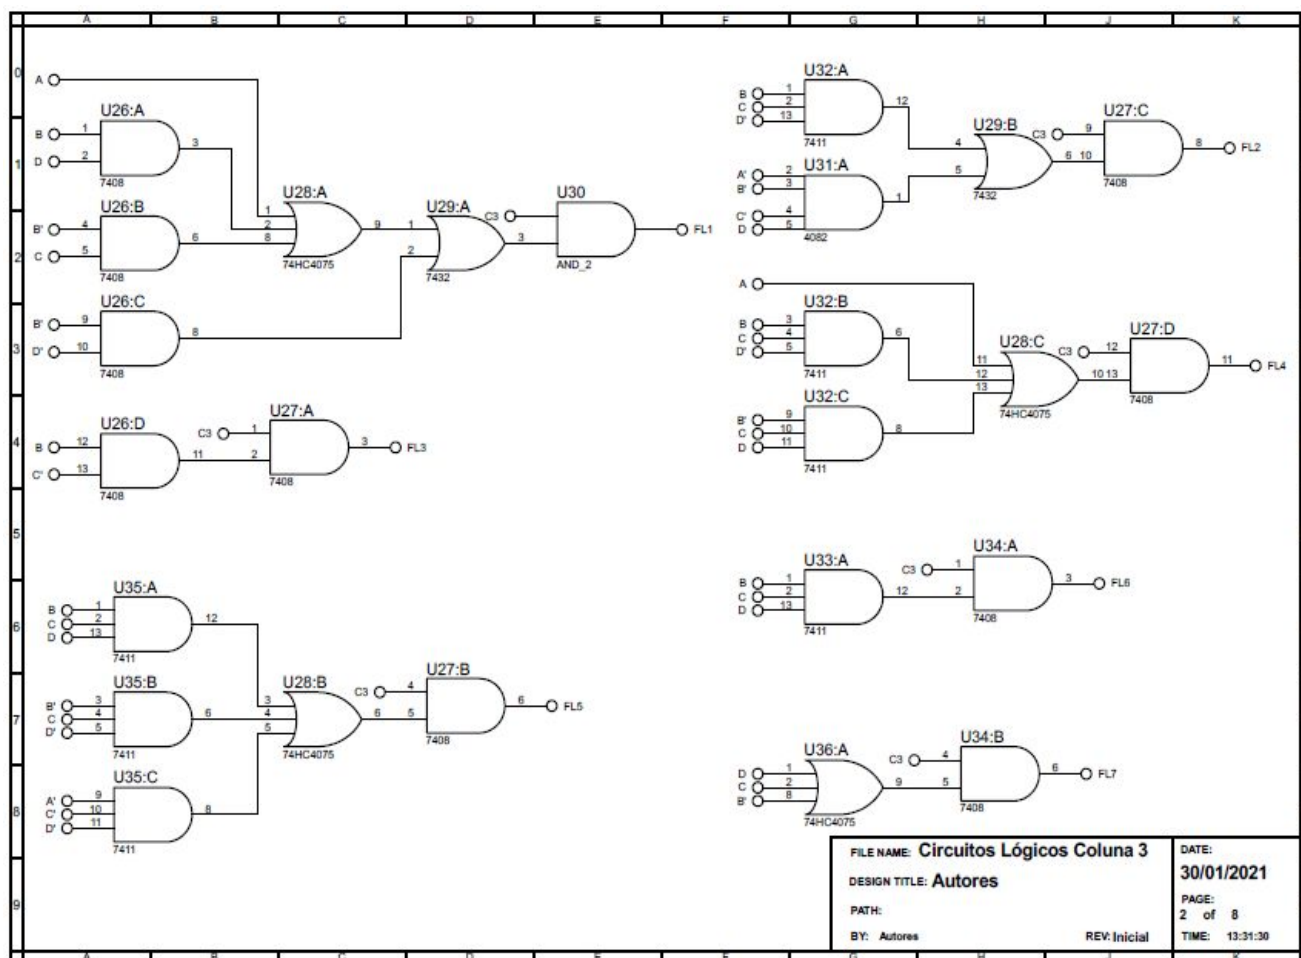 A B C D E F G H J K
0
1
2
3
4
5
6
7
8
9
A
U26:A
B 1
D 2
3
7408
U26:B
B' 4
C 5
6
7408
U26:C
B' 9
D' 10
8
7408
U28:A
1
2
8
9
74HC4075
U29:A
1
2
3
7432
C3
U30
AND_2
FL1
U26:D
B 12
C' 13
11
7408
U27:A
C3 1
2
3
FL3
7408
U35:A
B 1
C 2
D 13
12
7411
U35:B
B' 3
C 4
D' 5
6
7411
U35:C
A' 9
C' 10
D' 11
8
7411
U28:B
3
4
5
6
74HC4075
U27:B
C3 4
5
6
FL5
7408
U32:A
B 1
C 2
D' 13
12
7411
U31:A
A' 2
B' 3
C' 4
D 5
1
4082
U29:B
4
5
6
7432
U27:C
C3 9
10
8
FL2
7408
A
U32:B
B 3
C 4
D' 5
6
7411
U32:C
B' 9
C 10
D 11
8
7411
U28:C
11
12
13
10
74HC4075
U27:D
C3 12
13
11
FL4
7408
U33:A
B 1
C 2
D 13
12
7411
U34:A
C3 1
2
3
FL6
7408
U36:A
D 1
C 2
B' 8
9
74HC4075
U34:B
C3 4
5
6
FL7
7408
FILE NAME: Circuitos Lógicos Coluna 3
DESIGN TITLE: Autores
PATH:
BY: Autores REV: Inicial
DATE:
30/01/2021
PAGE:
2 of 8
TIME: 13:31:30